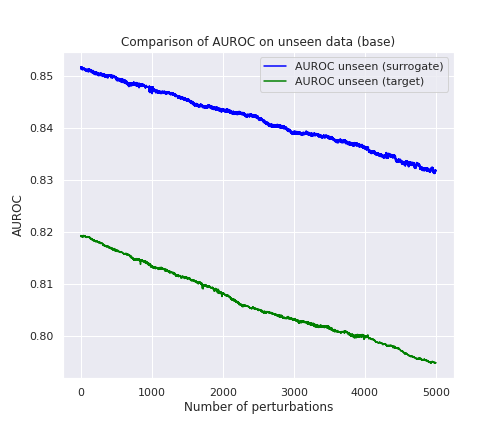 Comparison of AUROC on unseen data (base)
AUROC unseen (surrogate)
AUROC unseen (target)
AUROC
0.85
0.84
0.83
0.82
0.81
0.80
0 1000 2000 3000 4000 5000
Number of perturbations